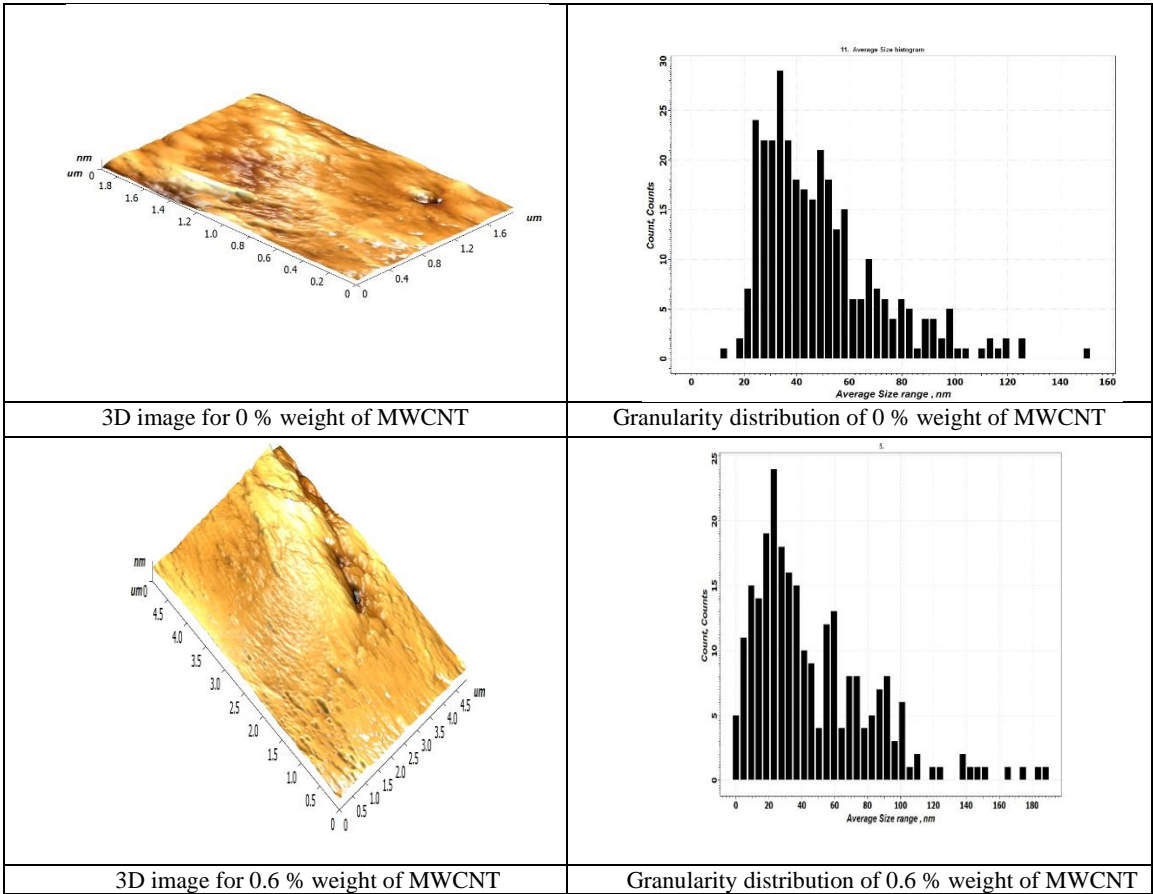 nm
um 0
1.8
1.6
1.4
1.2
1.0
0.8
0.6
0.4
0.2
0
0
0.4
0.8
1.2
1.6
um
11. Average Size histogram
Count, Counts
30
25
20
15
10
5
0
0 20 40 60 80 100 120 140 160
Average Size range , nm
3D image for 0 % weight of MWCNT
Granularity distribution of 0 % weight of MWCNT
nm
um 0
4.5
4.0
3.5
3.0
2.5
2.0
1.5
1.0
0.5
0
0
0.5
1.0
1.5
2.0
2.5
3.0
3.5
4.0
4.5
um
5.
Count, Counts
25
20
15
10
5
0
0 20 40 60 80 100 120 140 160 180
Average Size range , nm
3D image for 0.6 % weight of MWCNT
Granularity distribution of 0.6 % weight of MWCNT